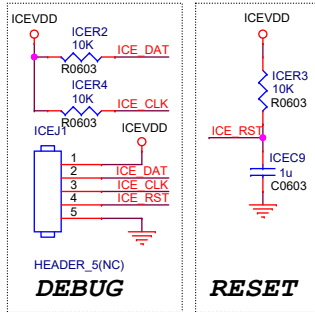 ICEVDD
ICER2
10K
ICE_DAT
R0603
ICER4
10K
ICE_CLK
R0603
ICEJ1
ICEVDD
1
2
ICE_DAT
3
ICE_CLK
4
ICE_RST
5
HEADER_5(NC)
DEBUG
ICEVDD
ICER3
10K
R0603
ICE_RST
ICEC9
1u
C0603
RESET